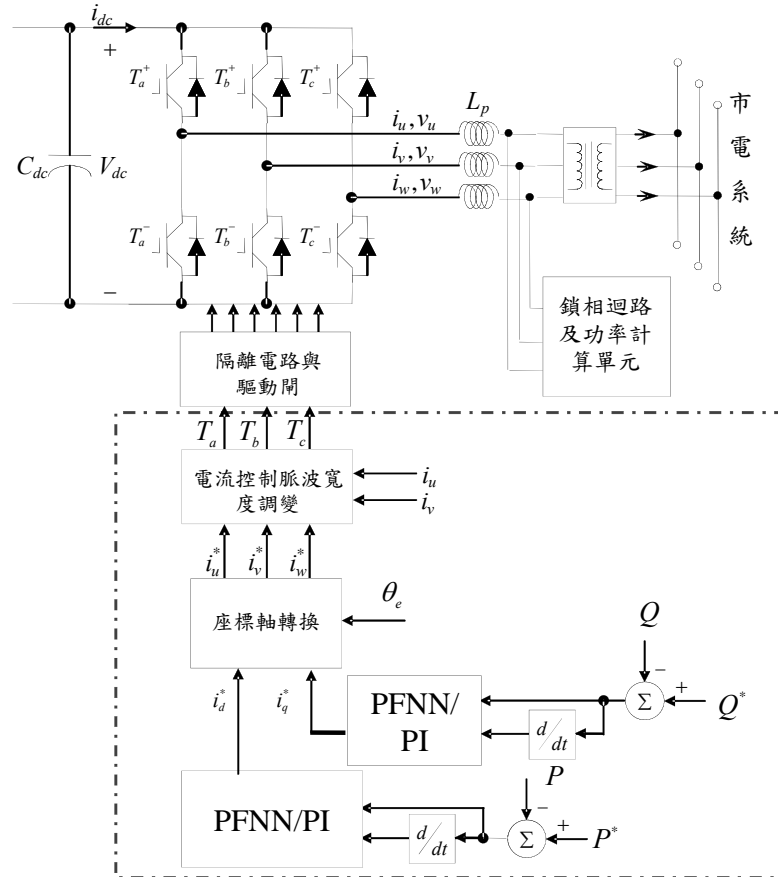 i_dc
+
T_a^+
T_b^+
T_c^+
C_dc
V_dc
i_u, v_u
i_v, v_v
i_w, v_w
L_p
市電系統
T_a^-
T_b^-
T_c^-
−
鎖相迴路
及功率計
算單元
隔離電路與
驅動閘
T_a
T_b
T_c
電流控制脈波寬
度調變
i_u
i_v
i_u^*
i_v^*
i_w^*
座標軸轉換
θ_e
i_d^*
i_q^*
PFNN/
PI
d/dt
Q
−
Σ
+
Q^*
PFNN/PI
d/dt
P
−
Σ
+
P^*